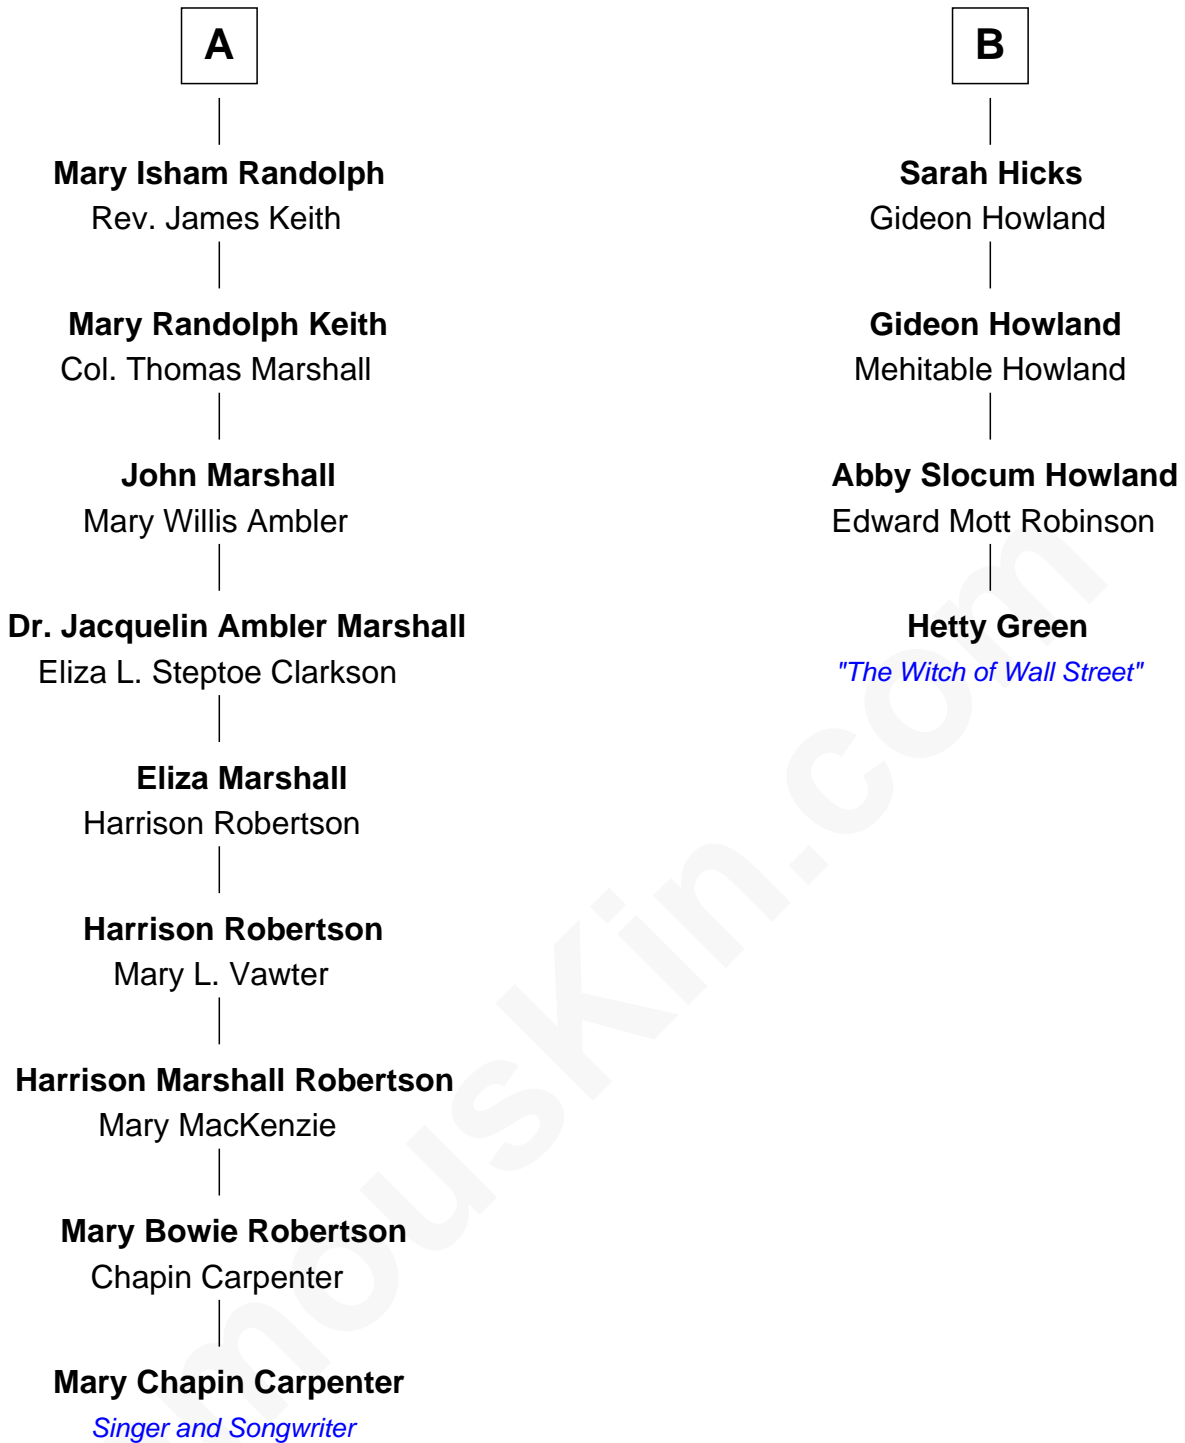 A
Mary Isham Randolph
Rev. James Keith
Mary Randolph Keith
Col. Thomas Marshall
John Marshall
Mary Willis Ambler
Dr. Jacquelin Ambler Marshall
Eliza L. Steptoe Clarkson
Eliza Marshall
Harrison Robertson
Harrison Robertson
Mary L. Vawter
Harrison Marshall Robertson
Mary MacKenzie
Mary Bowie Robertson
Chapin Carpenter
Mary Chapin Carpenter
Singer and Songwriter
B
Sarah Hicks
Gideon Howland
Gideon Howland
Mehitable Howland
Abby Slocum Howland
Edward Mott Robinson
Hetty Green
"The Witch of Wall Street"
mousKin.com